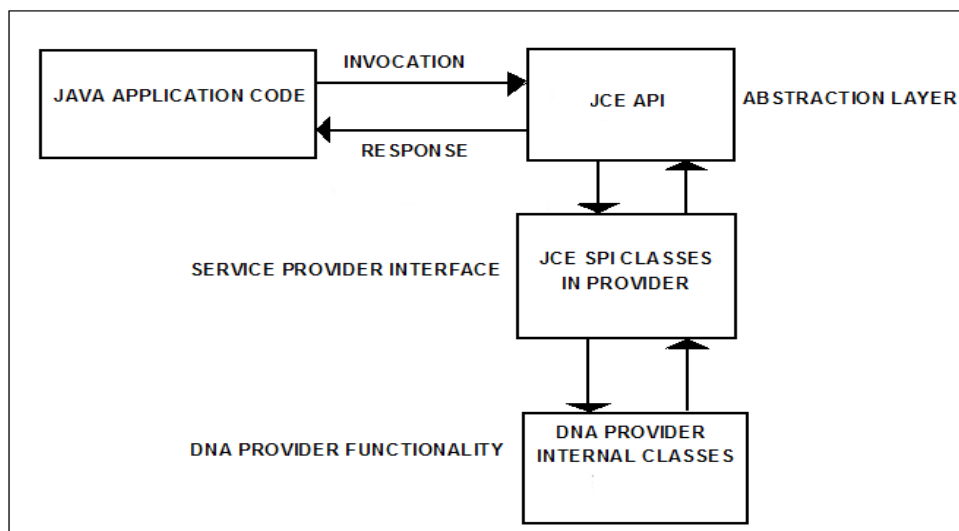 INVOCATION
JAVA APPLICATION CODE
JCE API
ABSTRACTION LAYER
RESPONSE
SERVICE PROVIDER INTERFACE
JCE SPI CLASSES
IN PROVIDER
DNA PROVIDER FUNCTIONALITY
DNA PROVIDER
INTERNAL CLASSES